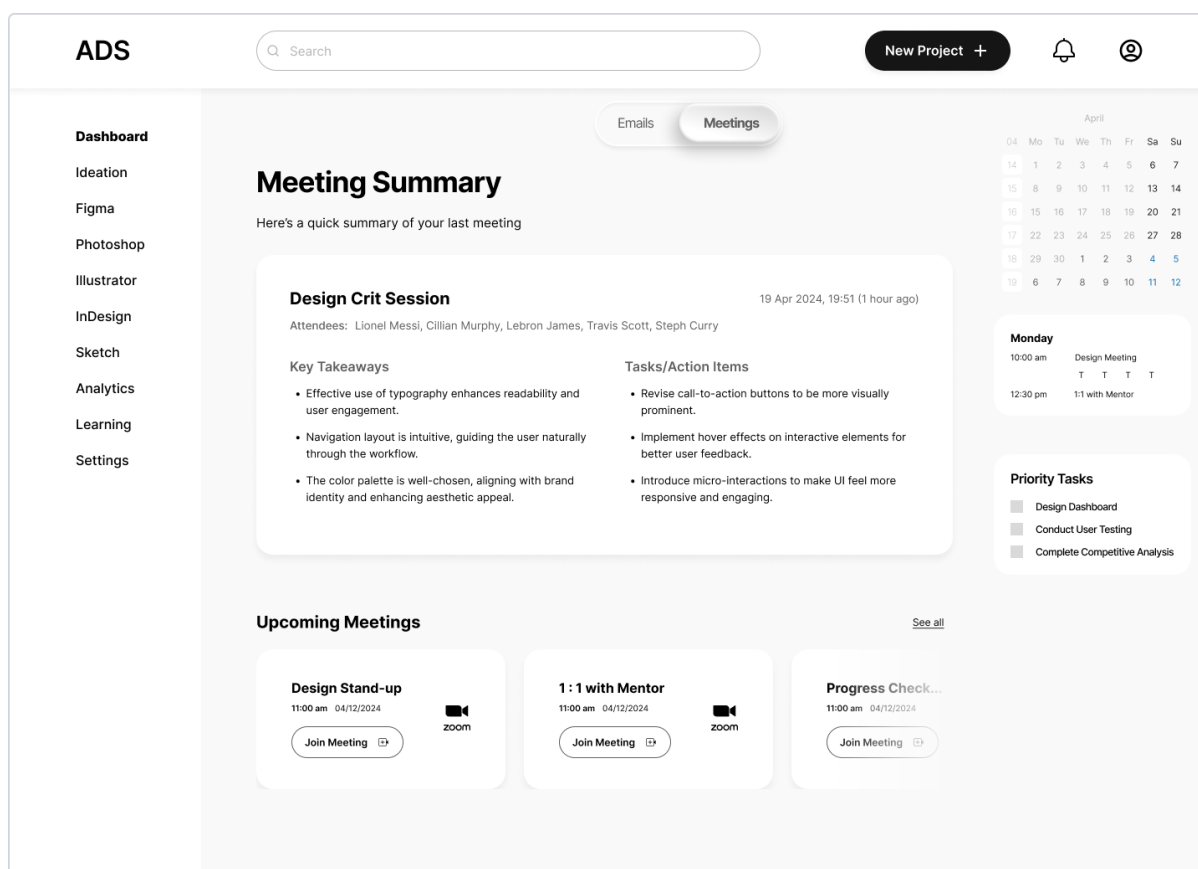 ADS
Search
New Project +
Dashboard
Ideation
Figma
Photoshop
Illustrator
InDesign
Sketch
Analytics
Learning
Settings
Emails
Meetings
Meeting Summary
Here's a quick summary of your last meeting
Design Crit Session
19 Apr 2024, 19:51 (1 hour ago)
Attendees: Lionel Messi, Cillian Murphy, Lebron James, Travis Scott, Steph Curry
Key Takeaways
• Effective use of typography enhances readability and
user engagement.
• Navigation layout is intuitive, guiding the user naturally
through the workflow.
• The color palette is well-chosen, aligning with brand
identity and enhancing aesthetic appeal.
Tasks/Action Items
• Revise call-to-action buttons to be more visually
prominent.
• Implement hover effects on interactive elements for
better user feedback.
• Introduce micro-interactions to make UI feel more
responsive and engaging.
Upcoming Meetings
See all
Design Stand-up
11:00 am 04/12/2024
zoom
Join Meeting
1 : 1 with Mentor
11:00 am 04/12/2024
zoom
Join Meeting
Progress Check...
11:00 am 04/12/2024
Join Meeting
April
04 Mo Tu We Th Fr Sa Su
14 1 2 3 4 5 6 7
15 8 9 10 11 12 13 14
16 15 16 17 18 19 20 21
17 22 23 24 25 26 27 28
18 29 30 1 2 3 4 5
19 6 7 8 9 10 11 12
Monday
10:00 am Design Meeting
T T T T
12:30 pm 1:1 with Mentor
Priority Tasks
Design Dashboard
Conduct User Testing
Complete Competitive Analysis